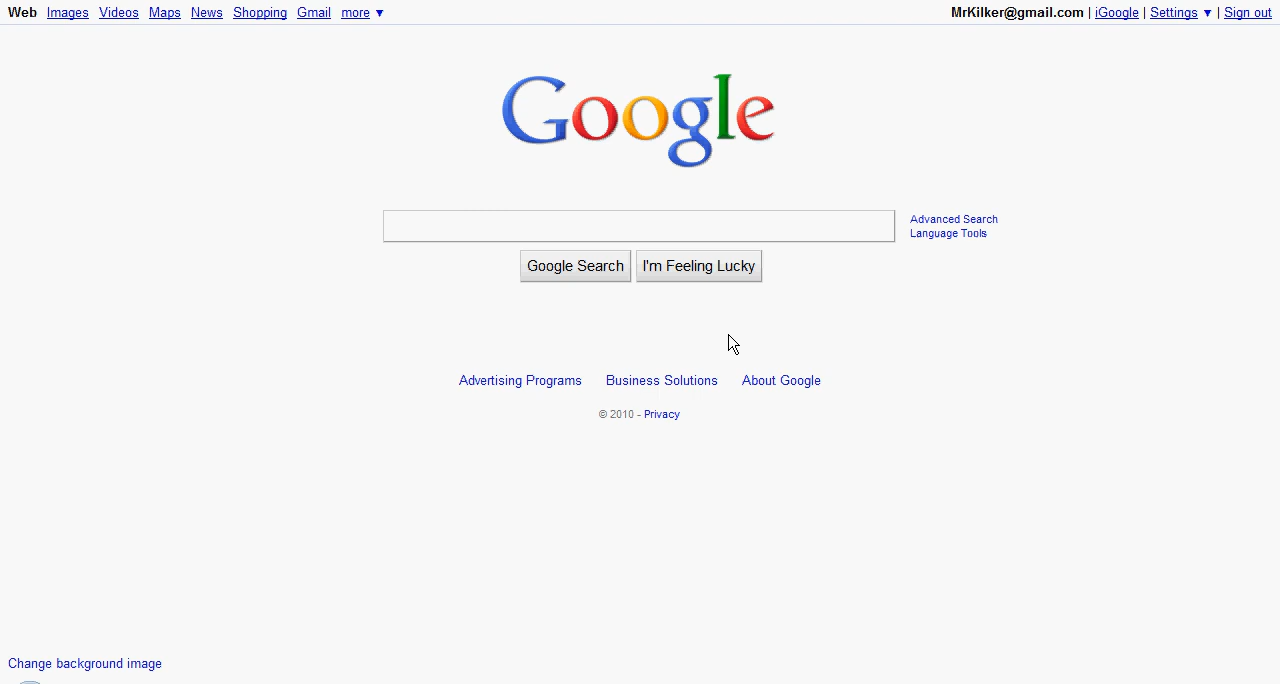 Web Images Videos Maps News Shopping Gmail more ▼
MrKilker@gmail.com | iGoogle | Settings ▼ | Sign out
Google
Advanced Search
Language Tools
Google Search I'm Feeling Lucky
Advertising Programs Business Solutions About Google
© 2010 - Privacy
Change background image